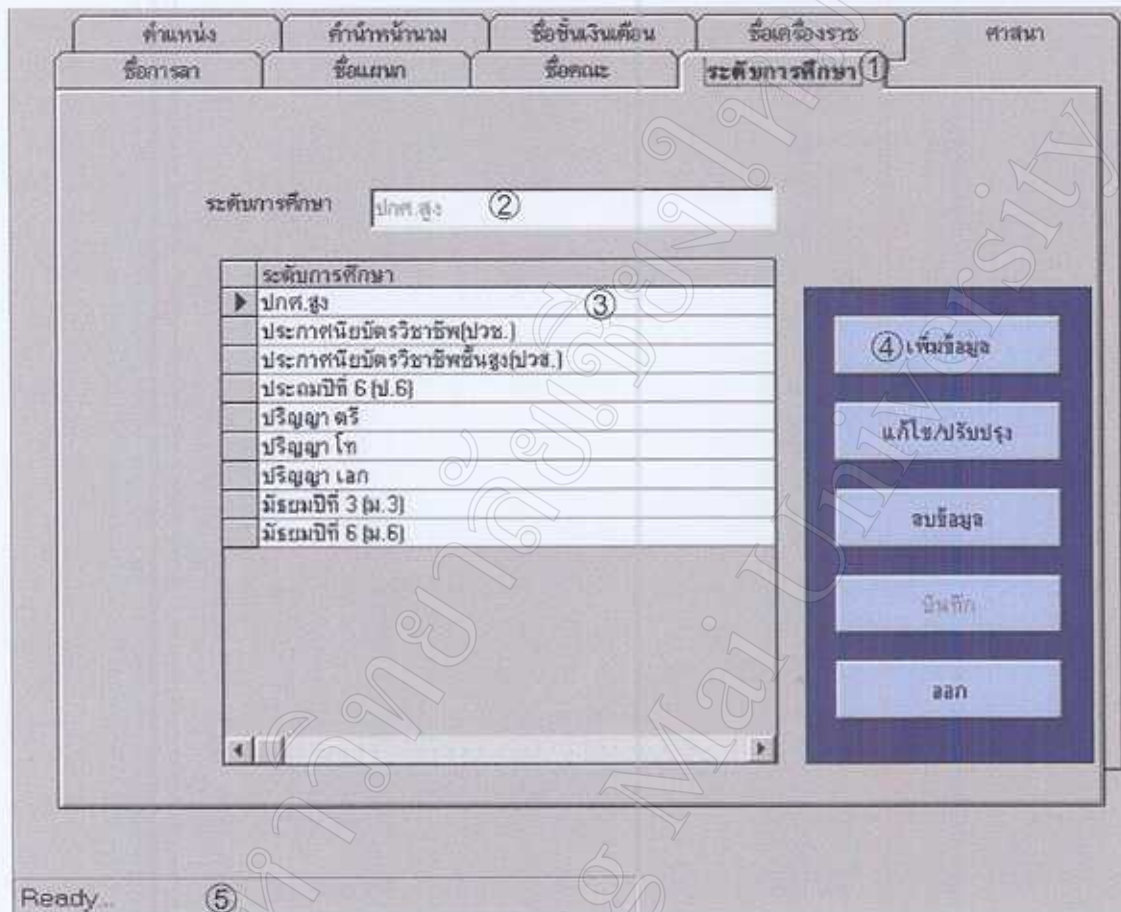 ตำแหน่ง คำนำหน้านาม ชื่อขั้นเงินเดือน ชื่อเครื่องราช ศาสนา
ชื่อการลา ชื่อแผนก ชื่อคณะ ระดับการศึกษา ①
ระดับการศึกษา ปกศ.สูง ②
ระดับการศึกษา
ปกศ.สูง ③
ประกาศนียบัตรวิชาชีพ(ปวช.)
ประกาศนียบัตรวิชาชีพชั้นสูง(ปวส.)
ประถมปีที่ 6 (ป.6)
ปริญญา ตรี
ปริญญา โท
ปริญญา เอก
มัธยมปีที่ 3 (ม.3)
มัธยมปีที่ 6 (ม.6)
④ เพิ่มข้อมูล
แก้ไข/ปรับปรุง
ลบข้อมูล
บันทึก
ออก
Ready... ⑤
g Mai University